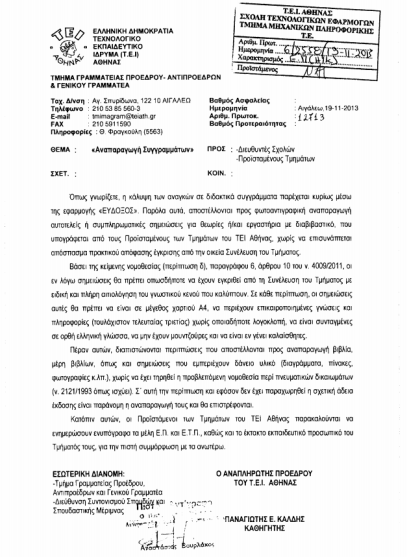 ΕΛΛΗΝΙΚΗ ΔΗΜΟΚΡΑΤΙΑ
ΤΕΧΝΟΛΟΓΙΚΟ
ΕΚΠΑΙΔΕΥΤΙΚΟ
ΙΔΡΥΜΑ (Τ.Ε.Ι)
ΑΘΗΝΑΣ
Τ.Ε.Ι. ΑΘΗΝΑΣ
ΣΧΟΛΗ ΤΕΧΝΟΛΟΓΙΚΩΝ ΕΦΑΡΜΟΓΩΝ
ΤΜΗΜΑ ΜΗΧΑΝΙΚΩΝ ΠΛΗΡΟΦΟΡΙΚΗΣ
Τ.Ε.
Αριθμ. Πρωτ.
Ημερομηνία
Χαρακτηρισμός
Προϊστάμενος
ΤΜΗΜΑ ΓΡΑΜΜΑΤΕΙΑΣ ΠΡΟΕΔΡΟΥ- ΑΝΤΙΠΡΟΕΔΡΩΝ
& ΓΕΝΙΚΟΥ ΓΡΑΜΜΑΤΕΑ
Ταχ. Δ/νση : Αγ. Σπυρίδωνα, 122 10 ΑΙΓΑΛΕΩ
Τηλέφωνο : 210 53 85 560-3
E-mail : tmimagram@teiath.gr
FAX : 210 5911590
Πληροφορίες : Θ. Φραγκούλη (5563)
Βαθμός Ασφαλείας :
Ημερομηνία : Αιγάλεω,19-11-2013
Αριθμ. Πρωτοκ. : 12713
Βαθμός Προτεραιότητας :
ΘΕΜΑ : «Αναπαραγωγή Συγγραμμάτων»
ΠΡΟΣ : -Διευθυντές Σχολών
-Προϊσταμένους Τμημάτων
ΣΧΕΤ. :
ΚΟΙΝ. :
Όπως γνωρίζετε, η κάλυψη των αναγκών σε διδακτικά συγγράμματα παρέχεται κυρίως μέσω
της εφαρμογής «ΕΥΔΟΞΟΣ». Παρόλα αυτά, αποστέλλονται προς φωτοαντιγραφική αναπαραγωγή
αυτοτελείς ή συμπληρωματικές σημειώσεις για θεωρίες ή/και εργαστήρια με διαβιβαστικό, που
υπογράφεται από τους Προϊσταμένους των Τμημάτων του ΤΕΙ Αθήνας, χωρίς να επισυνάπτεται
απόσπασμα πρακτικού απόφασης έγκρισης από την οικεία Συνέλευση του Τμήματος.
Βάσει της κείμενης νομοθεσίας (περίπτωση δ), παραγράφου 6, άρθρου 10 του ν. 4009/2011, οι
εν λόγω σημειώσεις θα πρέπει οπωσδήποτε να έχουν εγκριθεί από τη Συνέλευση του Τμήματος με
ειδική και πλήρη αιτιολόγηση του γνωστικού κενού που καλύπτουν. Σε κάθε περίπτωση, οι σημειώσεις
αυτές θα πρέπει να είναι σε μέγεθος χαρτιού Α4, να περιέχουν επικαιροποιημένες γνώσεις και
πληροφορίες (τουλάχιστον τελευταίας τριετίας) χωρίς οποιαδήποτε λογοκλοπή, να είναι συνταγμένες
σε ορθή ελληνική γλώσσα, να μην έχουν μουντζούρες και να είναι εν γένει καλαίσθητες.
Πέραν αυτών, διαπιστώνονται περιπτώσεις που αποστέλλονται προς αναπαραγωγή βιβλία,
μέρη βιβλίων, όπως και σημειώσεις που εμπεριέχουν δάνειο υλικό (διαγράμματα, πίνακες,
φωτογραφίες κ.λπ.), χωρίς να έχει τηρηθεί η προβλεπόμενη νομοθεσία περί πνευματικών δικαιωμάτων
(ν. 2121/1993 όπως ισχύει). Σ΄ αυτή την περίπτωση και εφόσον δεν έχει παραχωρηθεί η σχετική άδεια
έκδοσης είναι παράνομη η αναπαραγωγή τους και θα επιστρέφονται.
Κατόπιν αυτών, οι Προϊστάμενοι των Τμημάτων του ΤΕΙ Αθήνας παρακαλούνται να
ενημερώσουν ενυπόγραφα τα μέλη Ε.Π. και Ε.Τ.Π., καθώς και το έκτακτο εκπαιδευτικό προσωπικό του
Τμήματός τους, για την πιστή συμμόρφωση με τα ανωτέρω.
ΕΣΩΤΕΡΙΚΗ ΔΙΑΝΟΜΗ:
-Τμήμα Γραμματείας Προέδρου,
Αντιπροέδρων και Γενικού Γραμματέα
-Διεύθυνση Συντονισμού Σπουδών και
Σπουδαστικής Μέριμνας
Ο ΑΝΑΠΛΗΡΩΤΗΣ ΠΡΟΕΔΡΟΥ
ΤΟΥ Τ.Ε.Ι. ΑΘΗΝΑΣ
ΠΑΝΑΓΙΩΤΗΣ Ε. ΚΑΛΔΗΣ
ΚΑΘΗΓΗΤΗΣ
Αναστάσιος Βουρλάκος